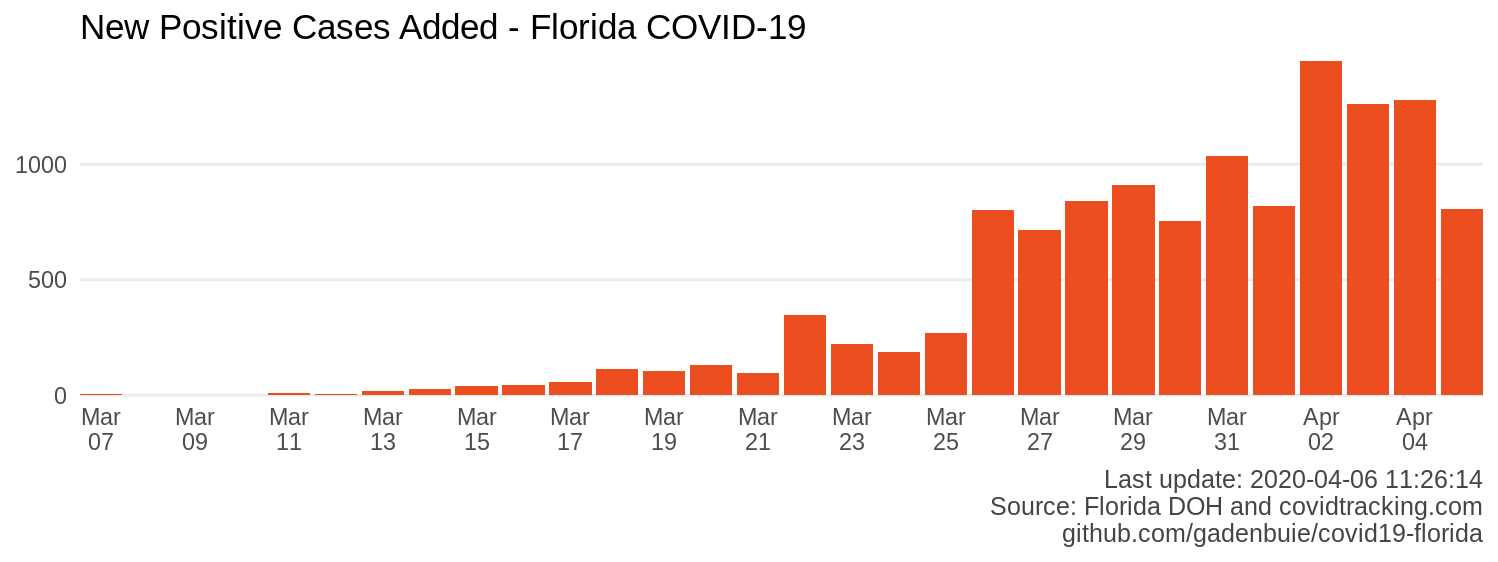 New Positive Cases Added - Florida COVID-19
1000
500
0
Mar Mar Mar Mar Mar Mar Mar Mar Mar Mar Mar Mar Mar Apr Apr
07 09 11 13 15 17 19 21 23 25 27 29 31 02 04
Last update: 2020-04-06 11:26:14
Source: Florida DOH and covidtracking.com
github.com/gadenbuie/covid19-florida